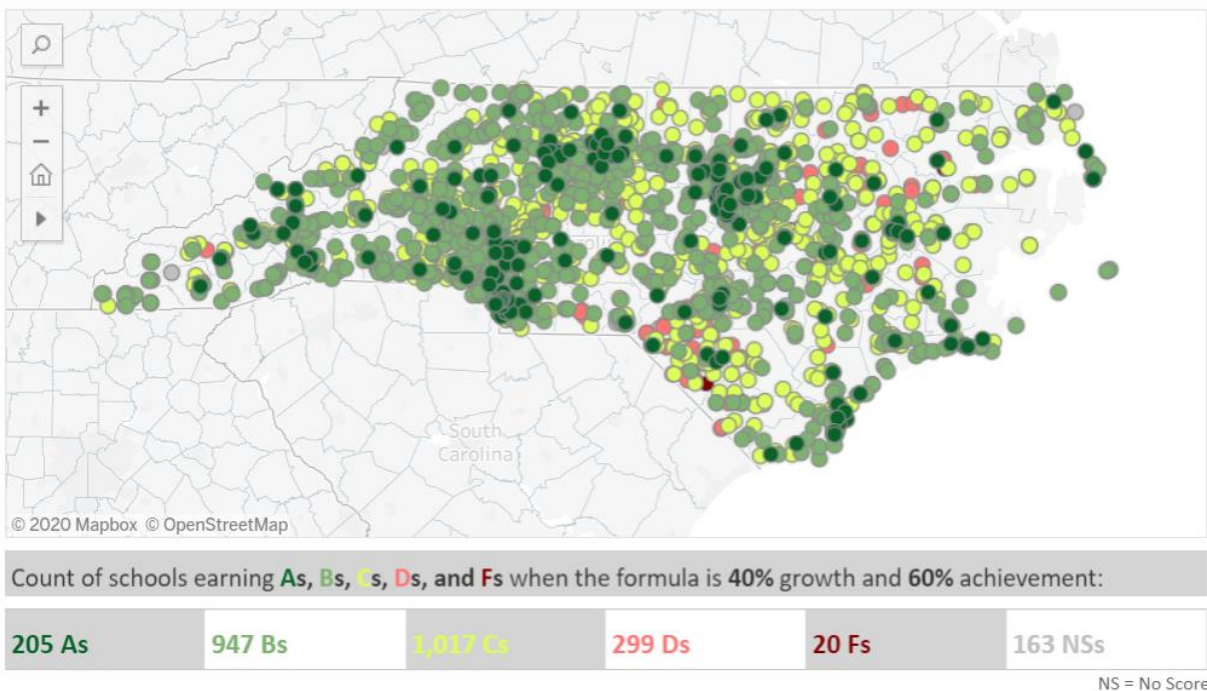 South
Carolina
© 2020 Mapbox © OpenStreetMap
Count of schools earning As, Bs, Cs, Ds, and Fs when the formula is 40% growth and 60% achievement:
205 As 947 Bs 1,017 Cs 299 Ds 20 Fs 163 NSs
NS = No Score